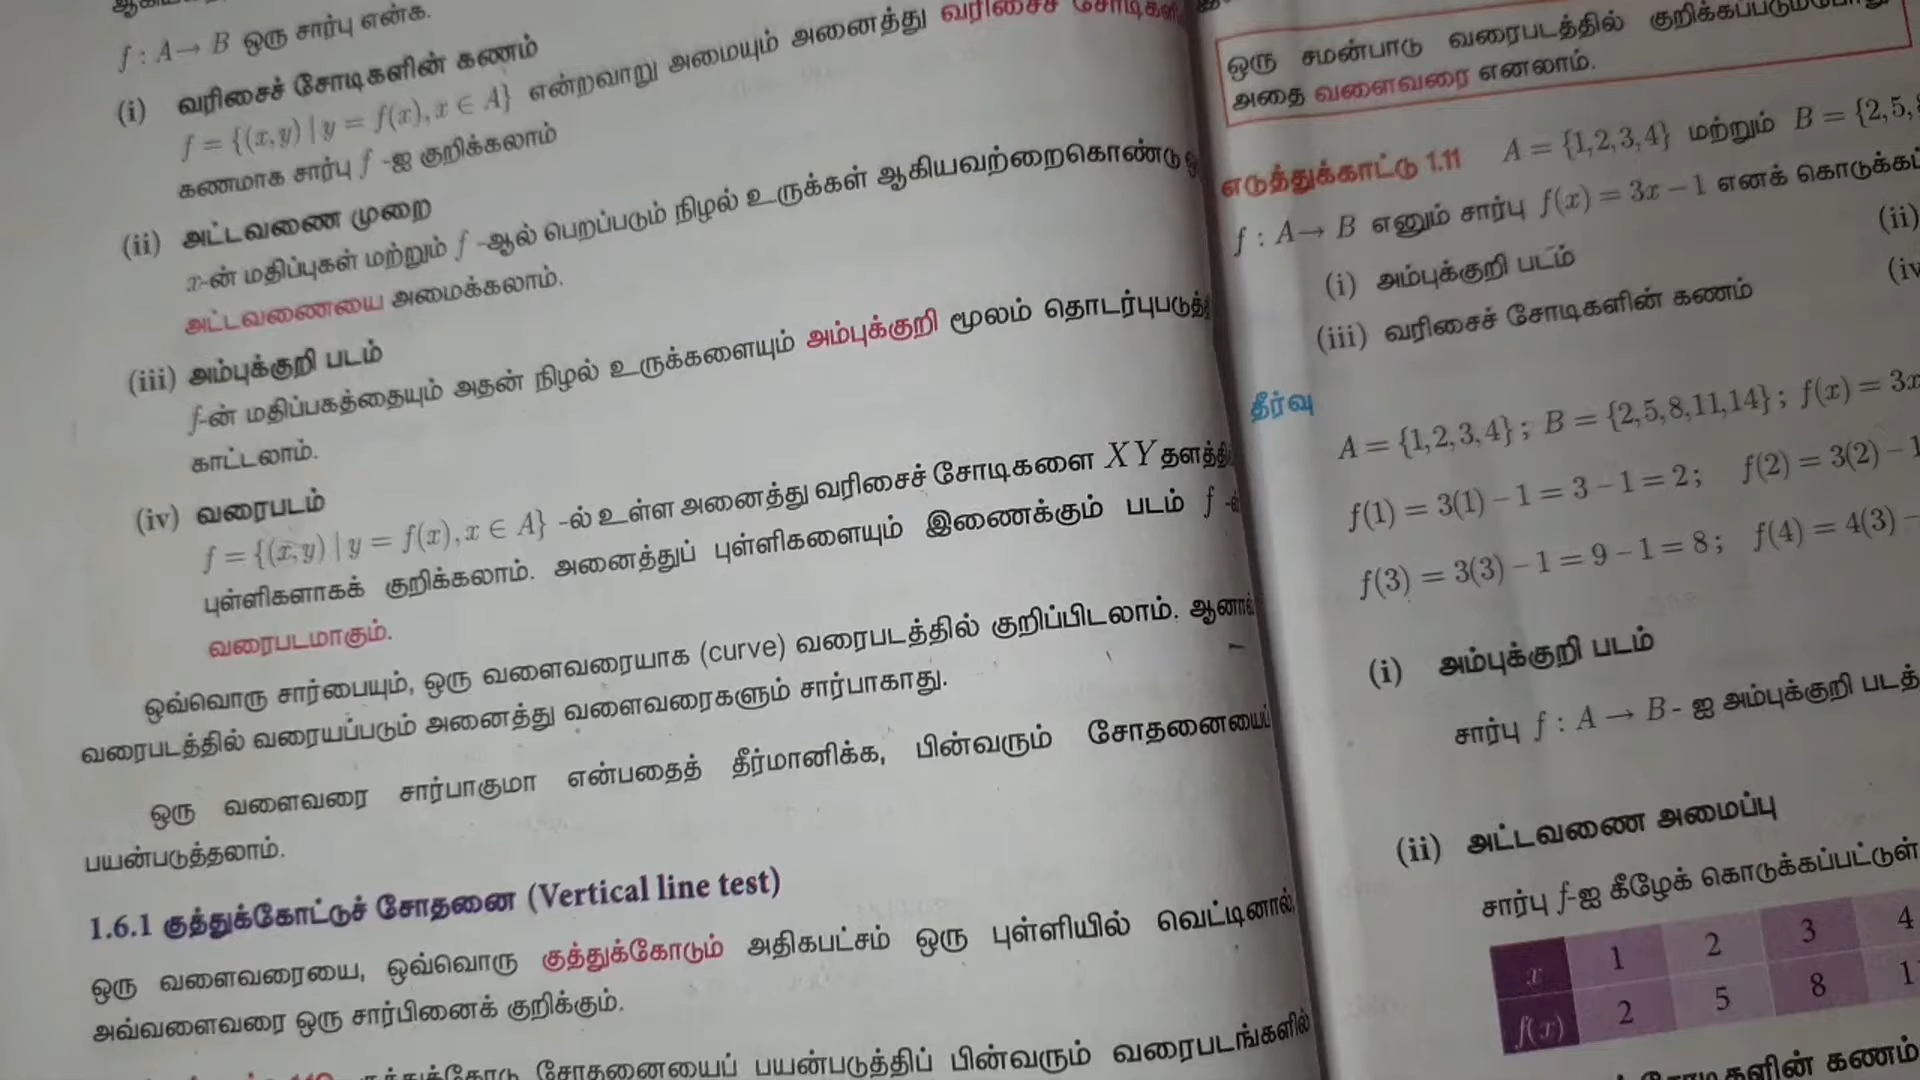 f : A → B ஒரு சார்பு என்க.
(i) வரிசைச் சோடிகளின் கணம்
f = {(x,y) | y = f(x), x ∈ A} என்றவாறு அமையும் அனைத்து வரிசைச் சோடிகளின்
கணமாக சார்பு f -ஐ குறிக்கலாம்
(ii) அட்டவணை முறை
x-ன் மதிப்புகள் மற்றும் f -ஆல் பெறப்படும் நிழல் உருக்கள் ஆகியவற்றைகொண்டு
அட்டவணையை அமைக்கலாம்.
(iii) அம்புக்குறி படம்
f-ன் மதிப்பகத்தையும் அதன் நிழல் உருக்களையும் அம்புக்குறி மூலம்
காட்டலாம்.
(iv) வரைபடம்
f = {(x,y) | y = f(x), x ∈ A} -ல் உள்ள அனைத்து வரிசைச் சோடிகளை XY
புள்ளிகளாகக் குறிக்கலாம். அனைத்துப் புள்ளிகளையும் இணைக்கும் படம் f
வரைபடமாகும்.
ஒவ்வொரு சார்பையும், ஒரு வளைவரையாக (curve) வரைபடத்தில் குறிப்பிடலாம். ஆனால்
வரைபடத்தில் வரையப்படும் அனைத்து வளைவரைகளும் சார்பாகாது.
ஒரு வளைவரை சார்பாகுமா என்பதைத் தீர்மானிக்க, பின்வரும் சோதனையைப்
பயன்படுத்தலாம்.
1.6.1 குத்துக்கோட்டுச் சோதனை (Vertical line test)
ஒரு வளைவரையை, ஒவ்வொரு குத்துக்கோடும் அதிகபட்சம் ஒரு புள்ளியில் வெட்டினால்,
அவ்வளைவரை ஒரு சார்பினைக் குறிக்கும்.
சோதனையைப் பயன்படுத்திப் பின்வரும் வரைபடங்களில்
ஒரு சமன்பாடு வரைபடத்தில்
அதை வளைவரை எனலாம்.
எடுத்துக்காட்டு 1.11 A = {1,2,3,4} மற்றும் B = {2,5,
f : A → B எனும் சார்பு f(x) = 3x − 1 எனக்
(i) அம்புக்குறி படம் (ii)
(iii) வரிசைச் சோடிகளின் கணம் (iv
தீர்வு
A = {1,2,3,4} ; B = {2,5,8,11,14} ; f(x) = 3x
f(1) = 3(1) − 1 = 3 − 1 = 2 ; f(2) = 3(2) − 1
f(3) = 3(3) − 1 = 9 − 1 = 8 ; f(4) = 4(3) −
(i) அம்புக்குறி படம்
சார்பு f : A → B - ஐ அம்புக்குறி
(ii) அட்டவணை அமைப்பு
சார்பு f-ஐ கீழேக்
x 1 2 3 4
f(x) 2 5 8 1
கணம்